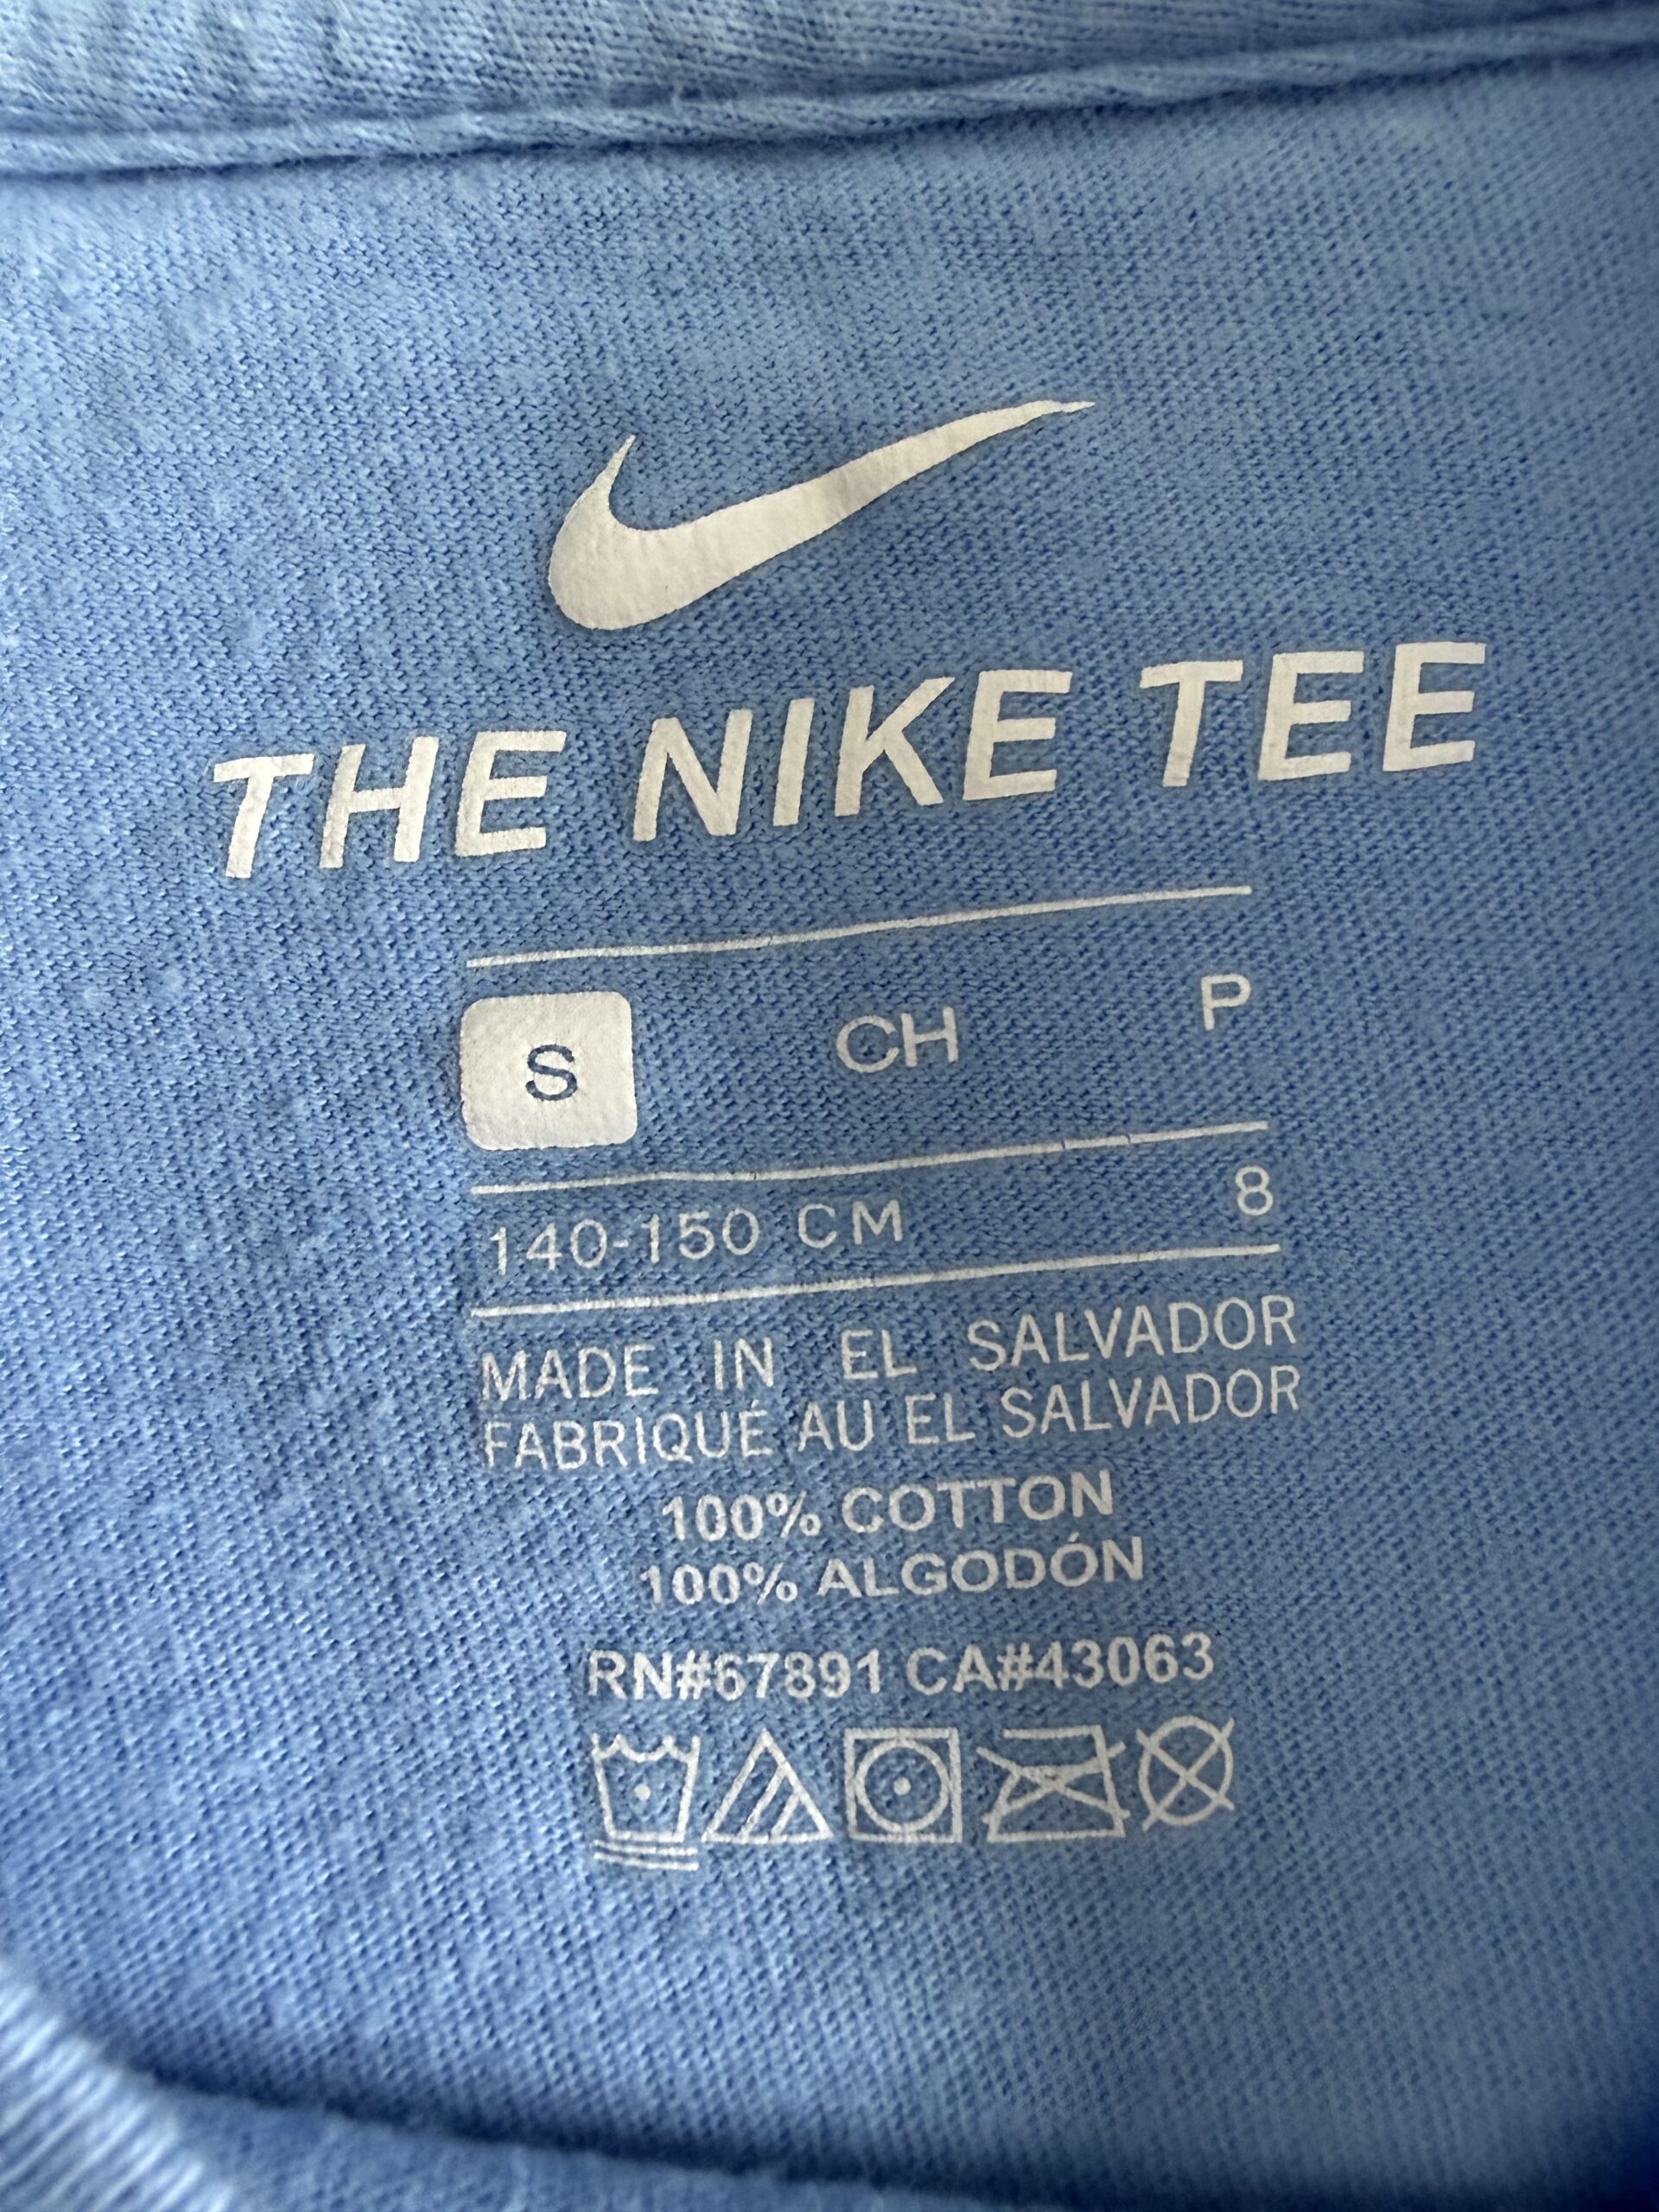 THE NIKE TEE
S CH P
140-150 CM 8
MADE IN EL SALVADOR
FABRIQUÉ AU EL SALVADOR
100% COTTON
100% ALGODÓN
RN#67891 CA#43063